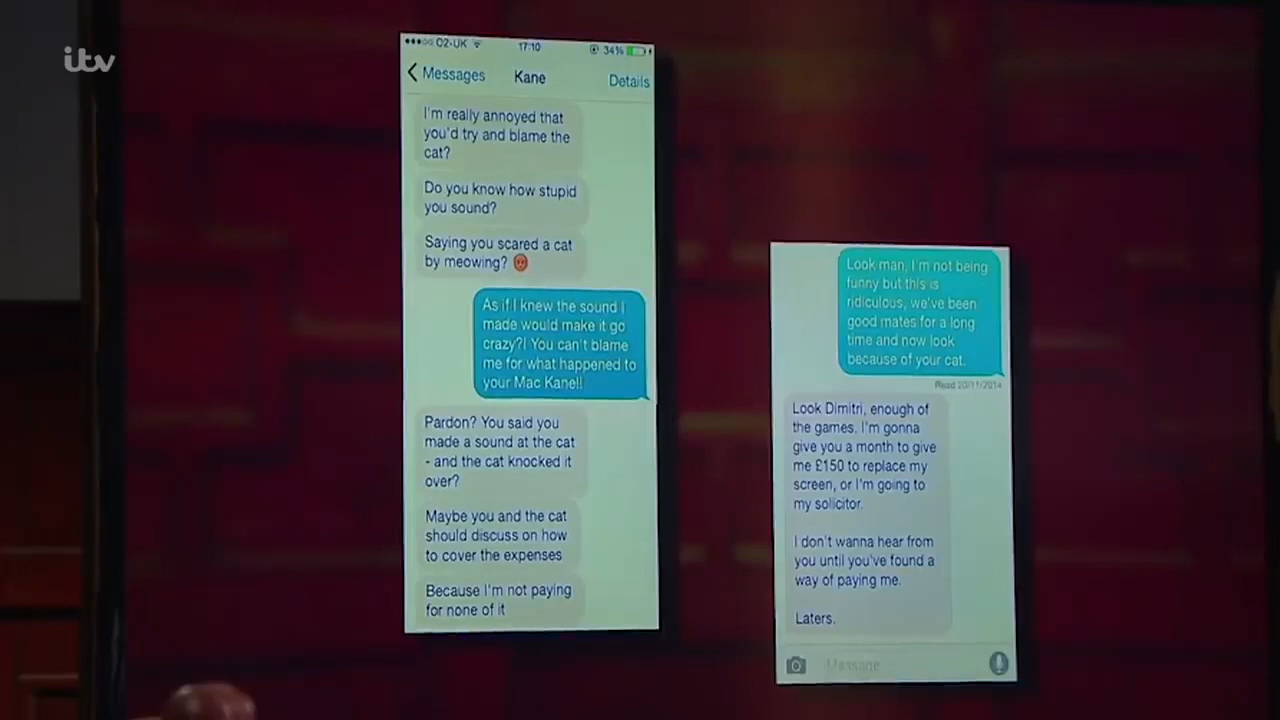 itv
O2-UK
17:10
34%
Messages
Kane
Details
I'm really annoyed that
you'd try and blame the
cat?
Do you know how stupid
you sound?
Saying you scared a cat
by meowing? 😡
As if I knew the sound I
made would make it go
crazy?! You can't blame
me for what happened to
your Mac Kane!!
Pardon? You said you
made a sound at the cat
- and the cat knocked it
over?
Maybe you and the cat
should discuss on how
to cover the expenses
Because I'm not paying
for none of it
Look man, I'm not being
funny but this is
ridiculous, we've been
good mates for a long
time and now look
because of your cat.
Read 20/11/2014
Look Dimitri, enough of
the games. I'm gonna
give you a month to give
me £150 to replace my
screen, or I'm going to
my solicitor.
I don't wanna hear from
you until you've found a
way of paying me.
Laters.
Message